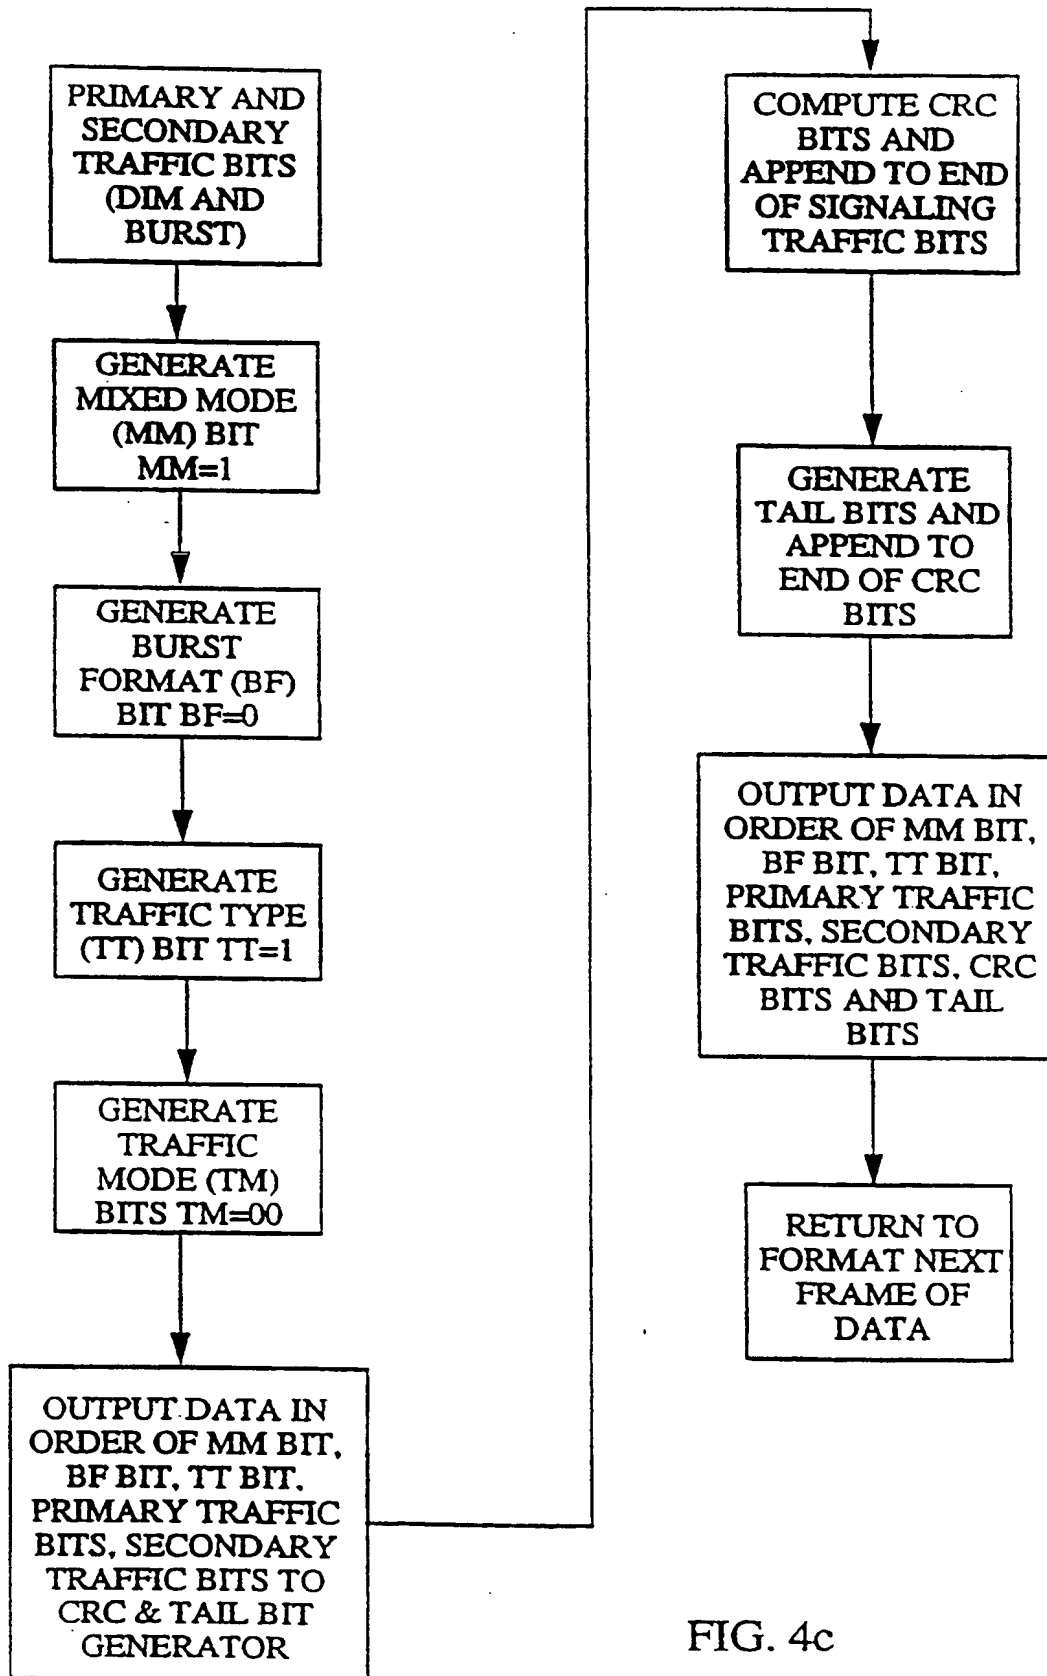 PRIMARY AND
SECONDARY
TRAFFIC BITS
(DIM AND
BURST)
GENERATE
MIXED MODE
(MM) BIT
MM=1
GENERATE
BURST
FORMAT (BF)
BIT BF=0
GENERATE
TRAFFIC TYPE
(TT) BIT TT=1
GENERATE
TRAFFIC
MODE (TM)
BITS TM=00
OUTPUT DATA IN
ORDER OF MM BIT,
BF BIT, TT BIT,
PRIMARY TRAFFIC
BITS, SECONDARY
TRAFFIC BITS TO
CRC & TAIL BIT
GENERATOR
COMPUTE CRC
BITS AND
APPEND TO END
OF SIGNALING
TRAFFIC BITS
GENERATE
TAIL BITS AND
APPEND TO
END OF CRC
BITS
OUTPUT DATA IN
ORDER OF MM BIT,
BF BIT, TT BIT,
PRIMARY TRAFFIC
BITS, SECONDARY
TRAFFIC BITS, CRC
BITS AND TAIL
BITS
RETURN TO
FORMAT NEXT
FRAME OF
DATA
FIG. 4c